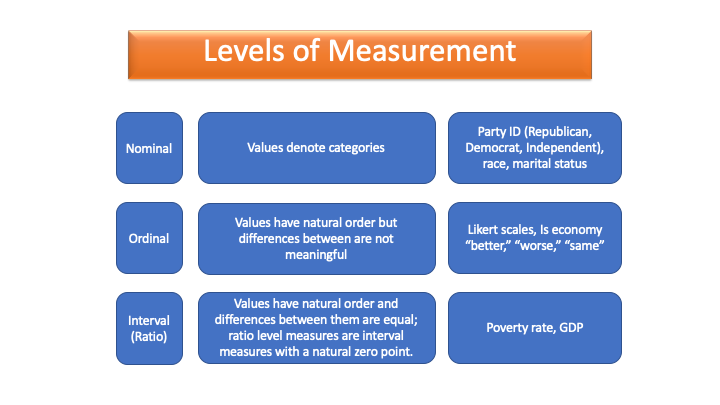 Levels of Measurement
Nominal
Values denote categories
Party ID (Republican,
Democrat, Independent),
race, marital status
Ordinal
Values have natural order but
differences between are not
meaningful
Likert scales, Is economy
“better,” “worse,” “same”
Interval
(Ratio)
Values have natural order and
differences between them are equal;
ratio level measures are interval
measures with a natural zero point.
Poverty rate, GDP